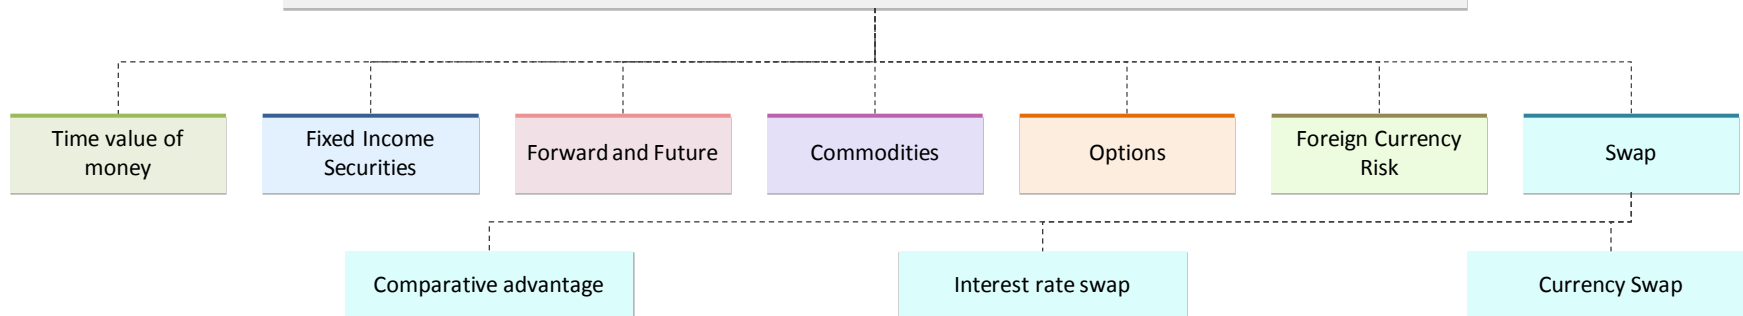 Time value of
money
Fixed Income
Securities
Forward and Future
Commodities
Options
Foreign Currency
Risk
Swap
Comparative advantage
Interest rate swap
Currency Swap